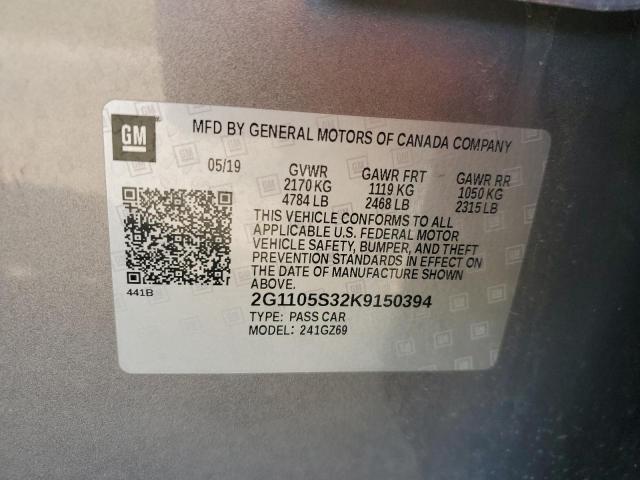 GM
MFD BY GENERAL MOTORS OF CANADA COMPANY
05/19 GVWR GAWR FRT GAWR RR
2170 KG 1119 KG 1050 KG
4784 LB 2468 LB 2315 LB
THIS VEHICLE CONFORMS TO ALL
APPLICABLE U.S. FEDERAL MOTOR
VEHICLE SAFETY, BUMPER, AND THEFT
PREVENTION STANDARDS IN EFFECT ON
THE DATE OF MANUFACTURE SHOWN
ABOVE.
441B
2G1105S32K9150394
TYPE: PASS CAR
MODEL: 241GZ69